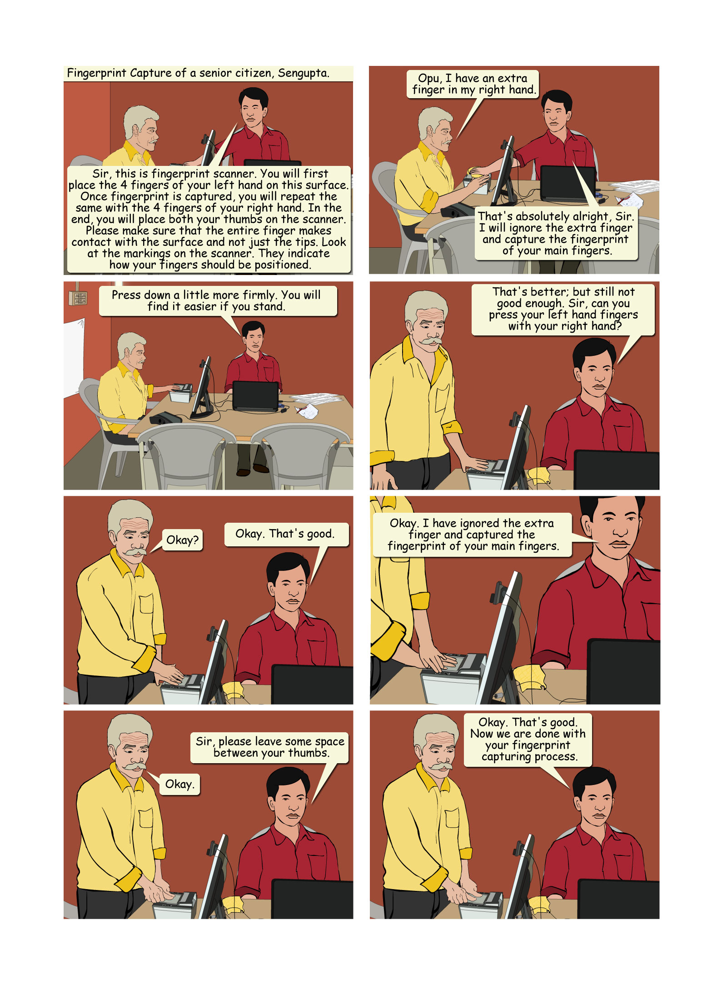 Fingerprint Capture of a senior citizen, Sengupta.
Sir, this is fingerprint scanner. You will first
place the 4 fingers of your left hand on this surface.
Once fingerprint is captured, you will repeat the
same with the 4 fingers of your right hand. In the
end, you will place both your thumbs on the scanner.
Please make sure that the entire finger makes
contact with the surface and not just the tips. Look
at the markings on the scanner. They indicate
how your fingers should be positioned.
Opu, I have an extra
finger in my right hand.
That's absolutely alright, Sir.
I will ignore the extra finger
and capture the fingerprint
of your main fingers.
Press down a little more firmly. You will
find it easier if you stand.
That's better; but still not
good enough. Sir, can you
press your left hand fingers
with your right hand?
Okay?
Okay. That's good.
Okay. I have ignored the extra
finger and captured the
fingerprint of your main fingers.
Sir, please leave some space
between your thumbs.
Okay.
Okay. That's good.
Now we are done with
your fingerprint
capturing process.